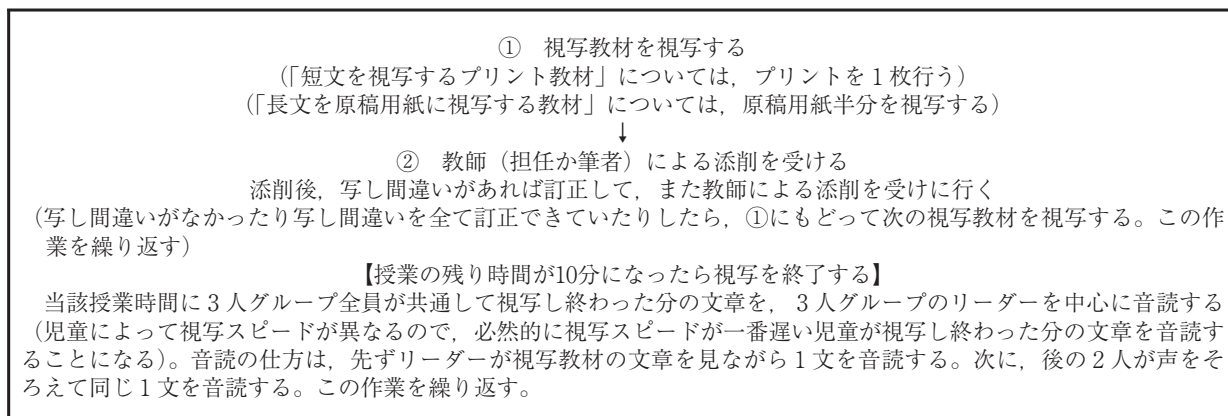 ① 視写教材を視写する
(「短文を視写するプリント教材」については，プリントを1枚行う)
(「長文を原稿用紙に視写する教材」については，原稿用紙半分を視写する)
↓
② 教師(担任か筆者)による添削を受ける
添削後，写し間違いがあれば訂正して，また教師による添削を受けに行く
(写し間違いがなかったり写し間違いを全て訂正できていたりしたら，①にもどって次の視写教材を視写する。この作
業を繰り返す)
【授業の残り時間が10分になったら視写を終了する】
当該授業時間に3人グループ全員が共通して視写し終わった分の文章を，3人グループのリーダーを中心に音読する
(児童によって視写スピードが異なるので，必然的に視写スピードが一番遅い児童が視写し終わった分の文章を音読す
ることになる)。音読の仕方は，先ずリーダーが視写教材の文章を見ながら1文を音読する。次に，後の2人が声をそ
ろえて同じ1文を音読する。この作業を繰り返す。